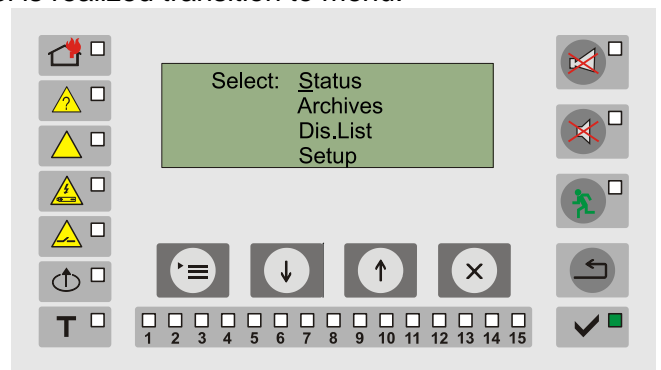 is realized transition to menu.
Select: Status
Archives
Dis.List
Setup
?
T
1 2 3 4 5 6 7 8 9 10 11 12 13 14 15